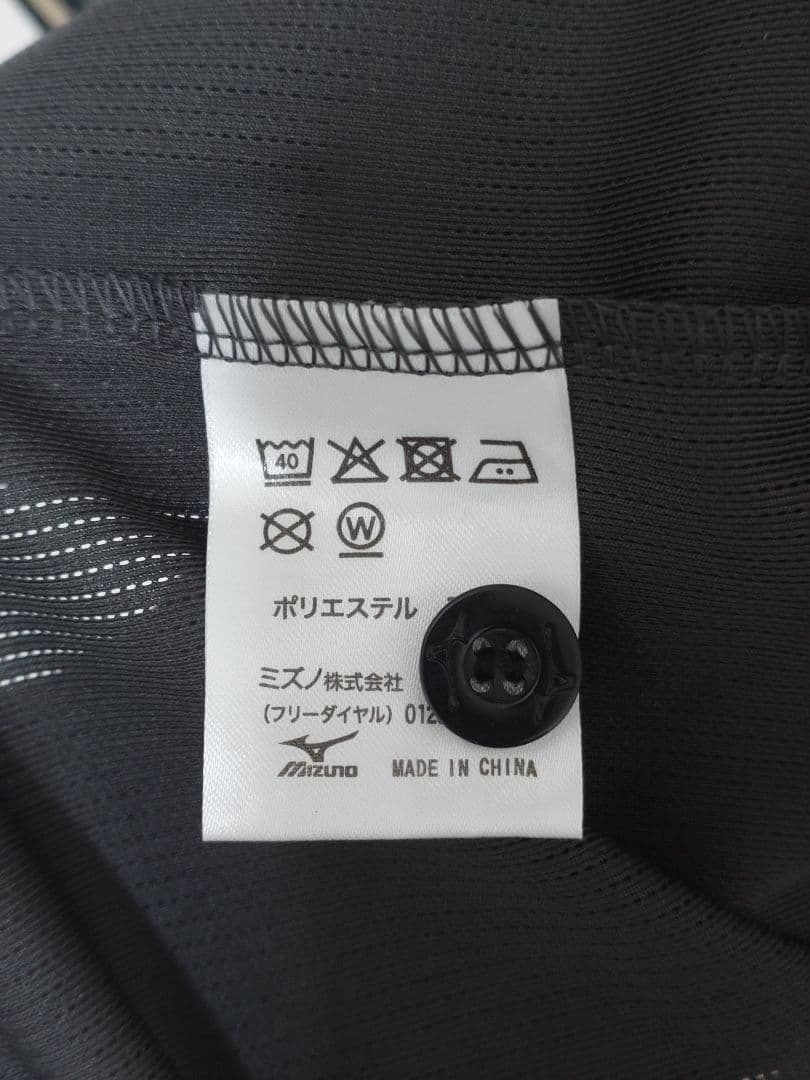 40
W
ポリエステル
ミズノ株式会社
(フリーダイヤル) 012
MIZUNO MADE IN CHINA